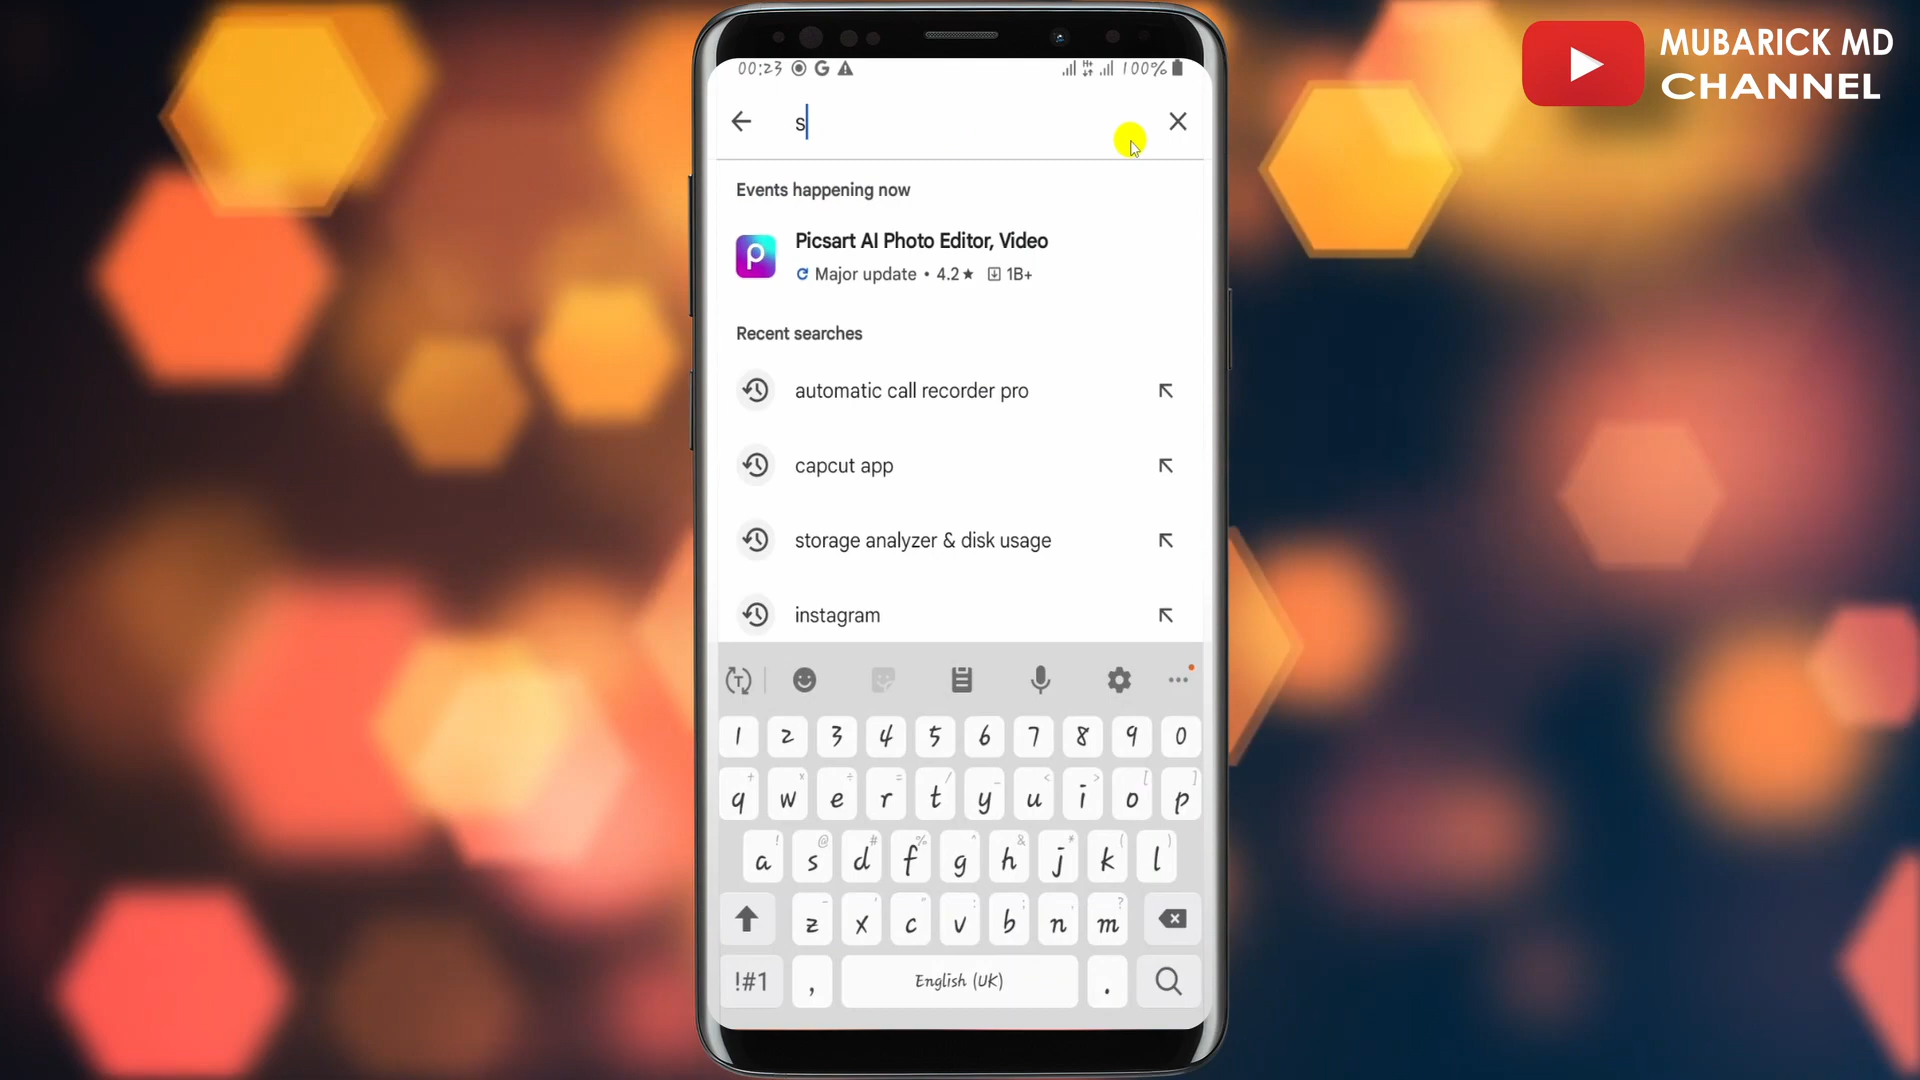 MUBARICK MD
CHANNEL
00:23 100%
s
Events happening now
Picsart AI Photo Editor, Video
Major update • 4.2★ 1B+
Recent searches
automatic call recorder pro
capcut app
storage analyzer & disk usage
instagram
1 2 3 4 5 6 7 8 9 0
q w e r t y u i o p
a s d f g h j k l
z x c v b n m
!#1 , English (UK) .